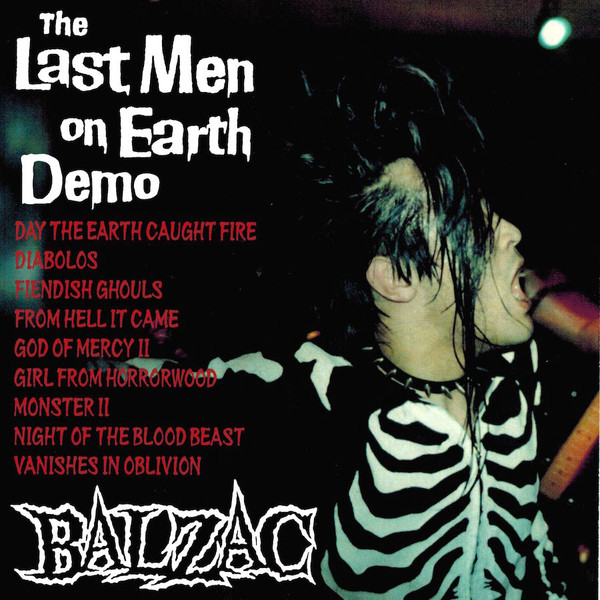 The
Last Men
on Earth
Demo
DAY THE EARTH CAUGHT FIRE
DIABOLOS
FIENDISH GHOULS
FROM HELL IT CAME
GOD OF MERCY II
GIRL FROM HORRORWOOD
MONSTER II
NIGHT OF THE BLOOD BEAST
VANISHES IN OBLIVION
BALZAC